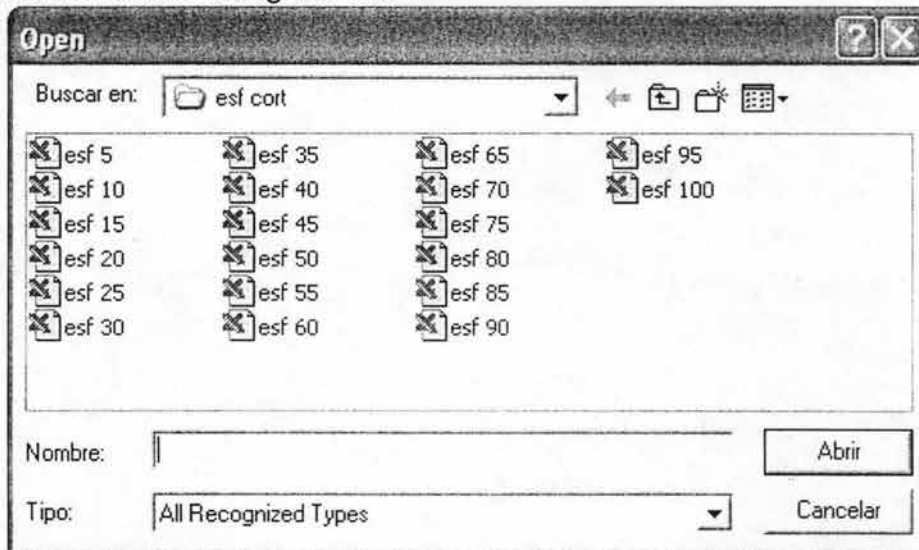 Open
Buscar en: esf cort
esf 5
esf 10
esf 15
esf 20
esf 25
esf 30
esf 35
esf 40
esf 45
esf 50
esf 55
esf 60
esf 65
esf 70
esf 75
esf 80
esf 85
esf 90
esf 95
esf 100
Nombre: Abrir
Tipo: All Recognized Types Cancelar